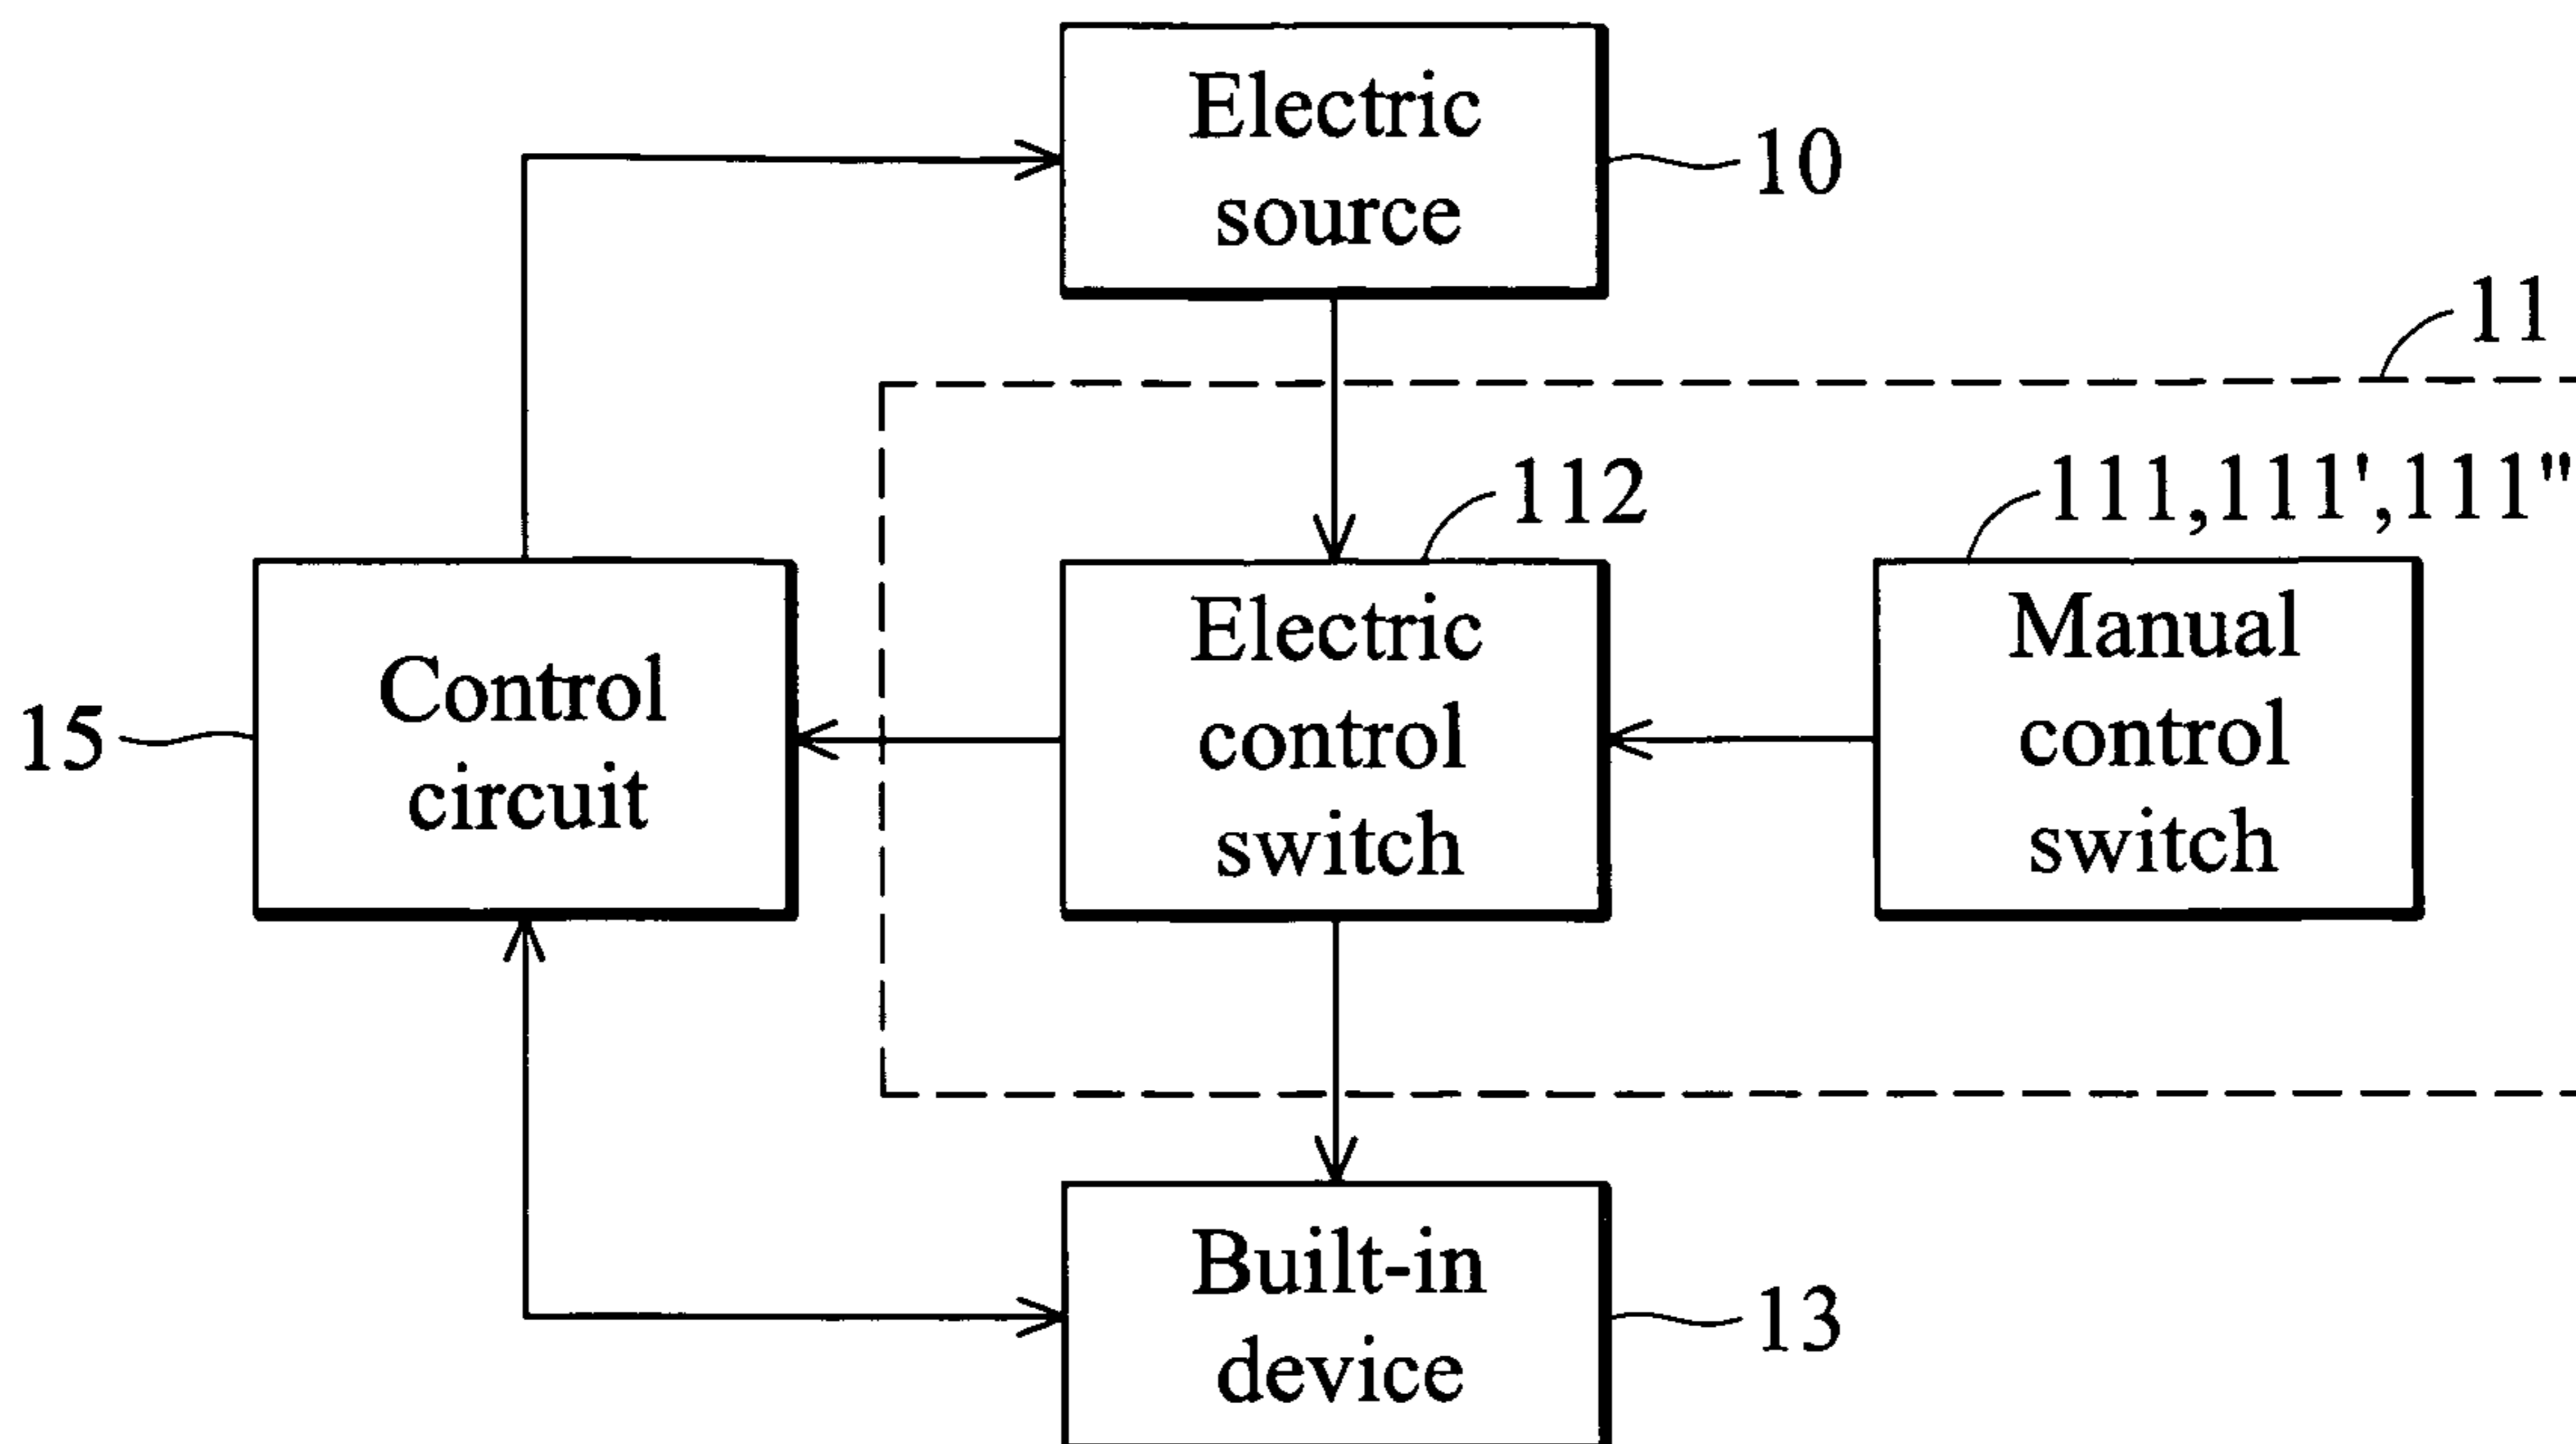 Electric
source
10
11
112
111,111',111"
Electric
control
switch
Manual
control
switch
Control
circuit
15
Built-in
device
13